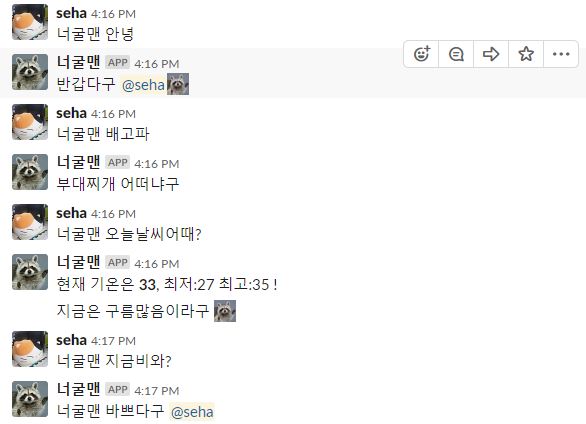 seha 4:16 PM
너굴맨 안녕
너굴맨 APP 4:16 PM
반갑다구 @seha
seha 4:16 PM
너굴맨 배고파
너굴맨 APP 4:16 PM
부대찌개 어떠냐구
seha 4:16 PM
너굴맨 오늘날씨어때?
너굴맨 APP 4:16 PM
현재 기온은 33, 최저:27 최고:35 !
지금은 구름많음이라구
seha 4:17 PM
너굴맨 지금비와?
너굴맨 APP 4:17 PM
너굴맨 바쁘다구 @seha